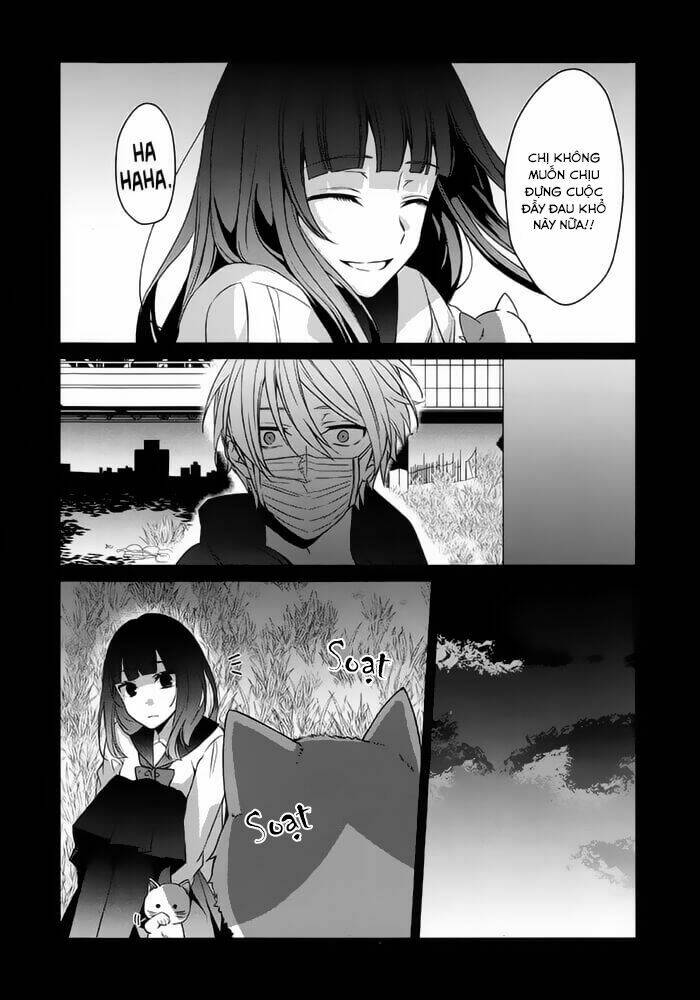 CHỊ KHÔNG
MUỐN CHỊU
ĐỰNG CUỘC
ĐẦY ĐAU KHỔ
NÀY NỮA!!
HA
HAHA.
Soạt
Soạt